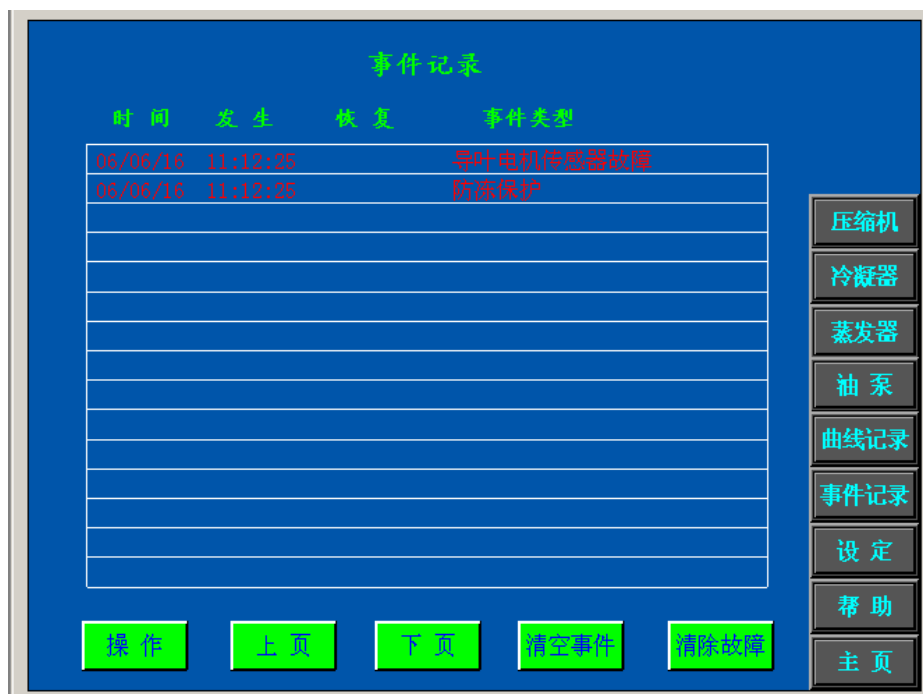 事件记录
时 间 发 生 恢 复 事件类型
06/06/16 11:12:25 导叶电机传感器故障
06/06/16 11:12:25 防冻保护
压缩机
冷凝器
蒸发器
油 泵
曲线记录
事件记录
设 定
帮 助
主 页
操 作 上 页 下 页 清空事件 清除故障